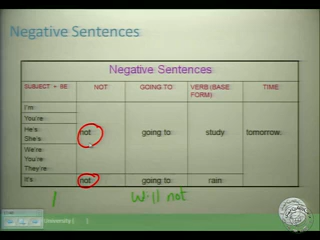 Negative Sentences
Negative Sentences
SUBJECT + BE NOT GOING TO VERB (BASE FORM) TIME
I'm
You're
He's
She's
not going to study tomorrow.
We're
You're
They're
It's not going to rain
I will not
University |